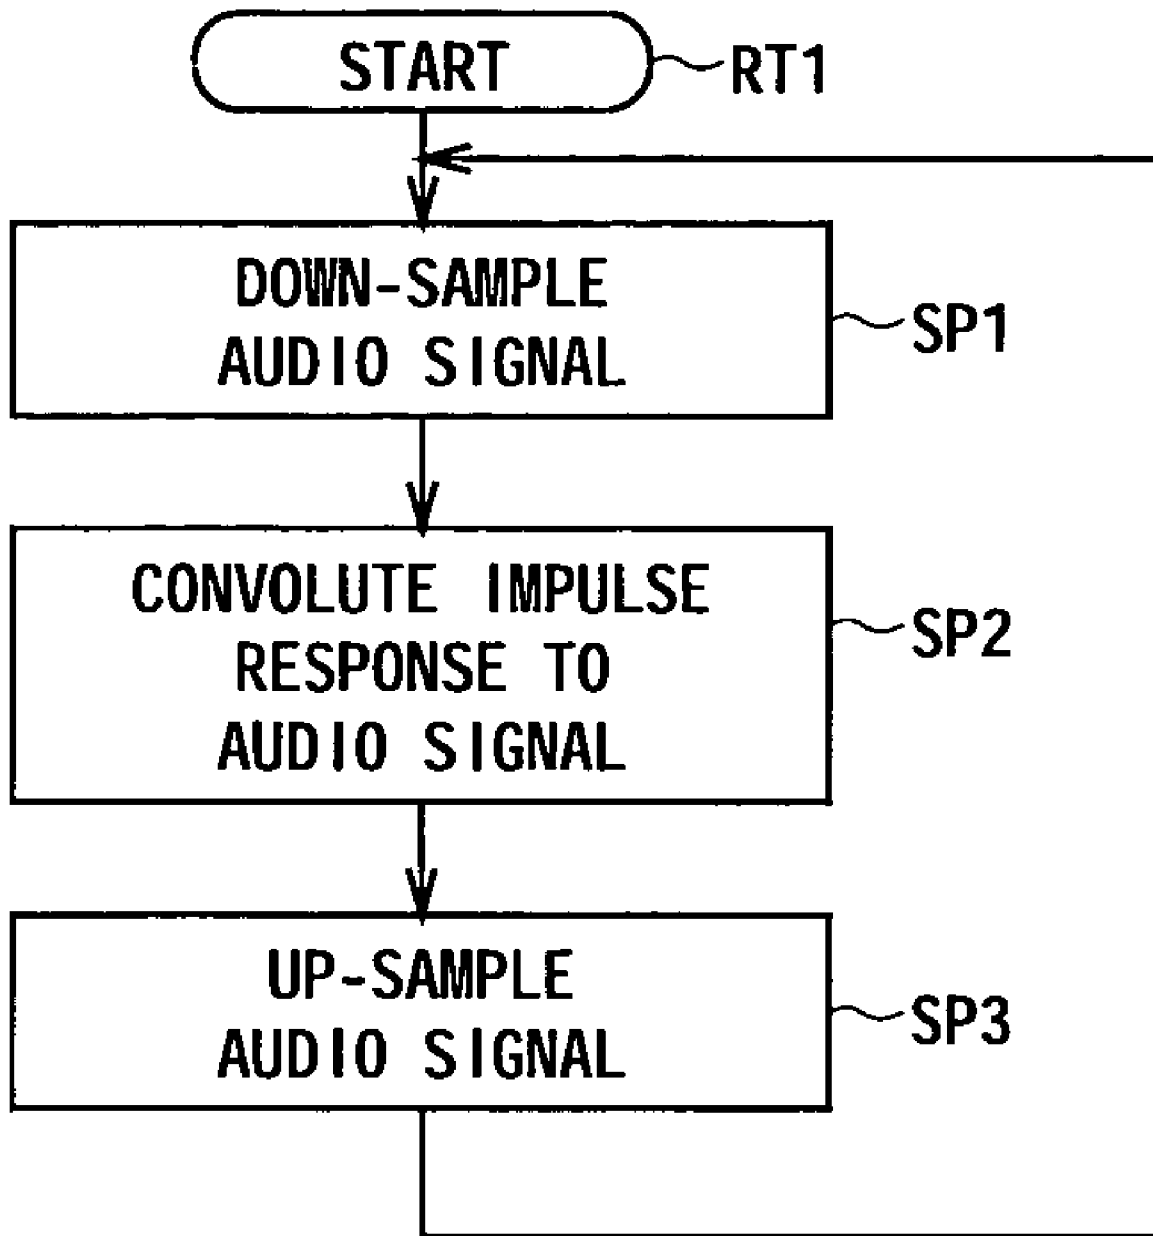 START
RT1
DOWN-SAMPLE
AUDIO SIGNAL
SP1
CONVOLUTE IMPULSE
RESPONSE TO
AUDIO SIGNAL
SP2
UP-SAMPLE
AUDIO SIGNAL
SP3